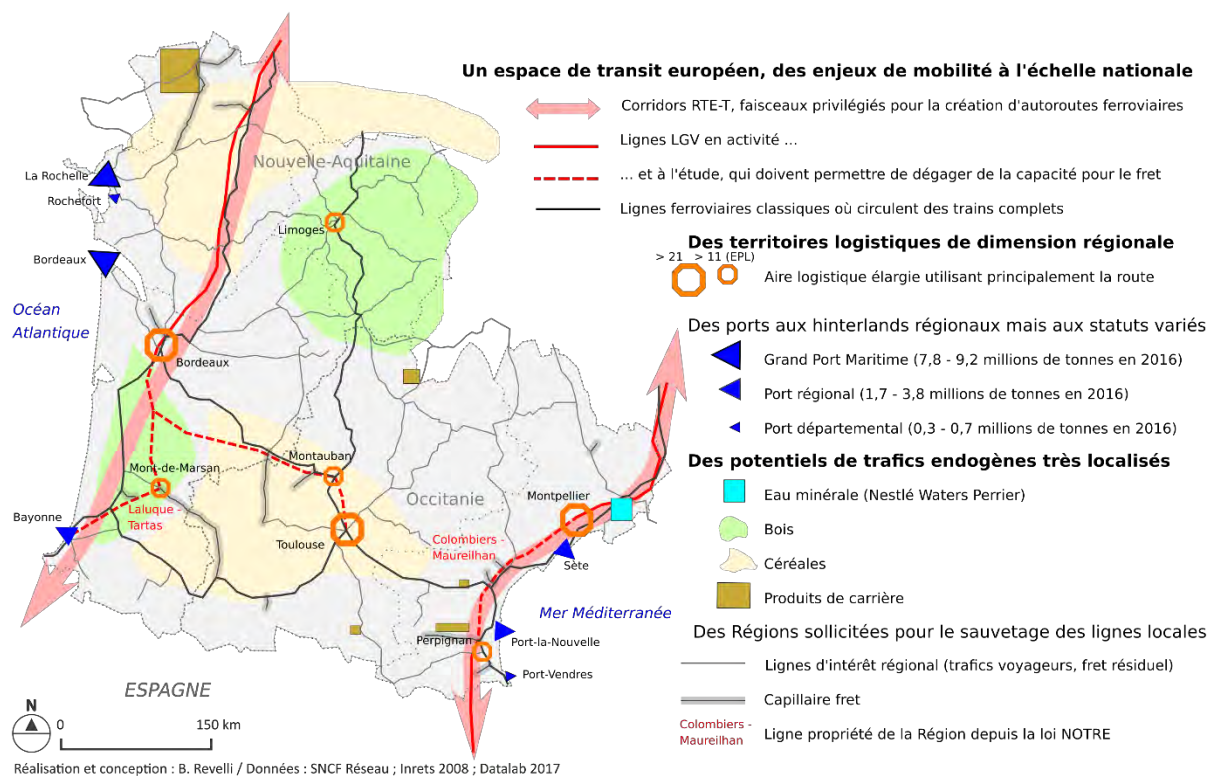 Un espace de transit européen, des enjeux de mobilité à l'échelle nationale
Corridors RTE-T, faisceaux privilégiés pour la création d'autoroutes ferroviaires
Lignes LGV en activité ...
... et à l'étude, qui doivent permettre de dégager de la capacité pour le fret
Lignes ferroviaires classiques où circulent des trains complets
Des territoires logistiques de dimension régionale
> 21 > 11 (EPL)
Aire logistique élargie utilisant principalement la route
Des ports aux hinterlands régionaux mais aux statuts variés
Grand Port Maritime (7,8 - 9,2 millions de tonnes en 2016)
Port régional (1,7 - 3,8 millions de tonnes en 2016)
Port départemental (0,3 - 0,7 millions de tonnes en 2016)
Des potentiels de trafics endogènes très localisés
Eau minérale (Nestlé Waters Perrier)
Bois
Céréales
Produits de carrière
Des Régions sollicitées pour le sauvetage des lignes locales
Lignes d'intérêt régional (trafics voyageurs, fret résiduel)
Capillaire fret
Colombiers -
Maureilhan
Ligne propriété de la Région depuis la loi NOTRE
Nouvelle-Aquitaine
La Rochelle
Rochefort
Limoges
Bordeaux
Océan
Atlantique
Bordeaux
Mont-de-Marsan
Montauban
Occitanie
Montpellier
Bayonne
Laluque -
Tartas
Toulouse
Colombiers -
Maureilhan
Sète
Mer Méditerranée
Perpignan
Port-la-Nouvelle
Port-Vendres
ESPAGNE
N
0 150 km
Réalisation et conception : B. Revelli / Données : SNCF Réseau ; Inrets 2008 ; Datalab 2017